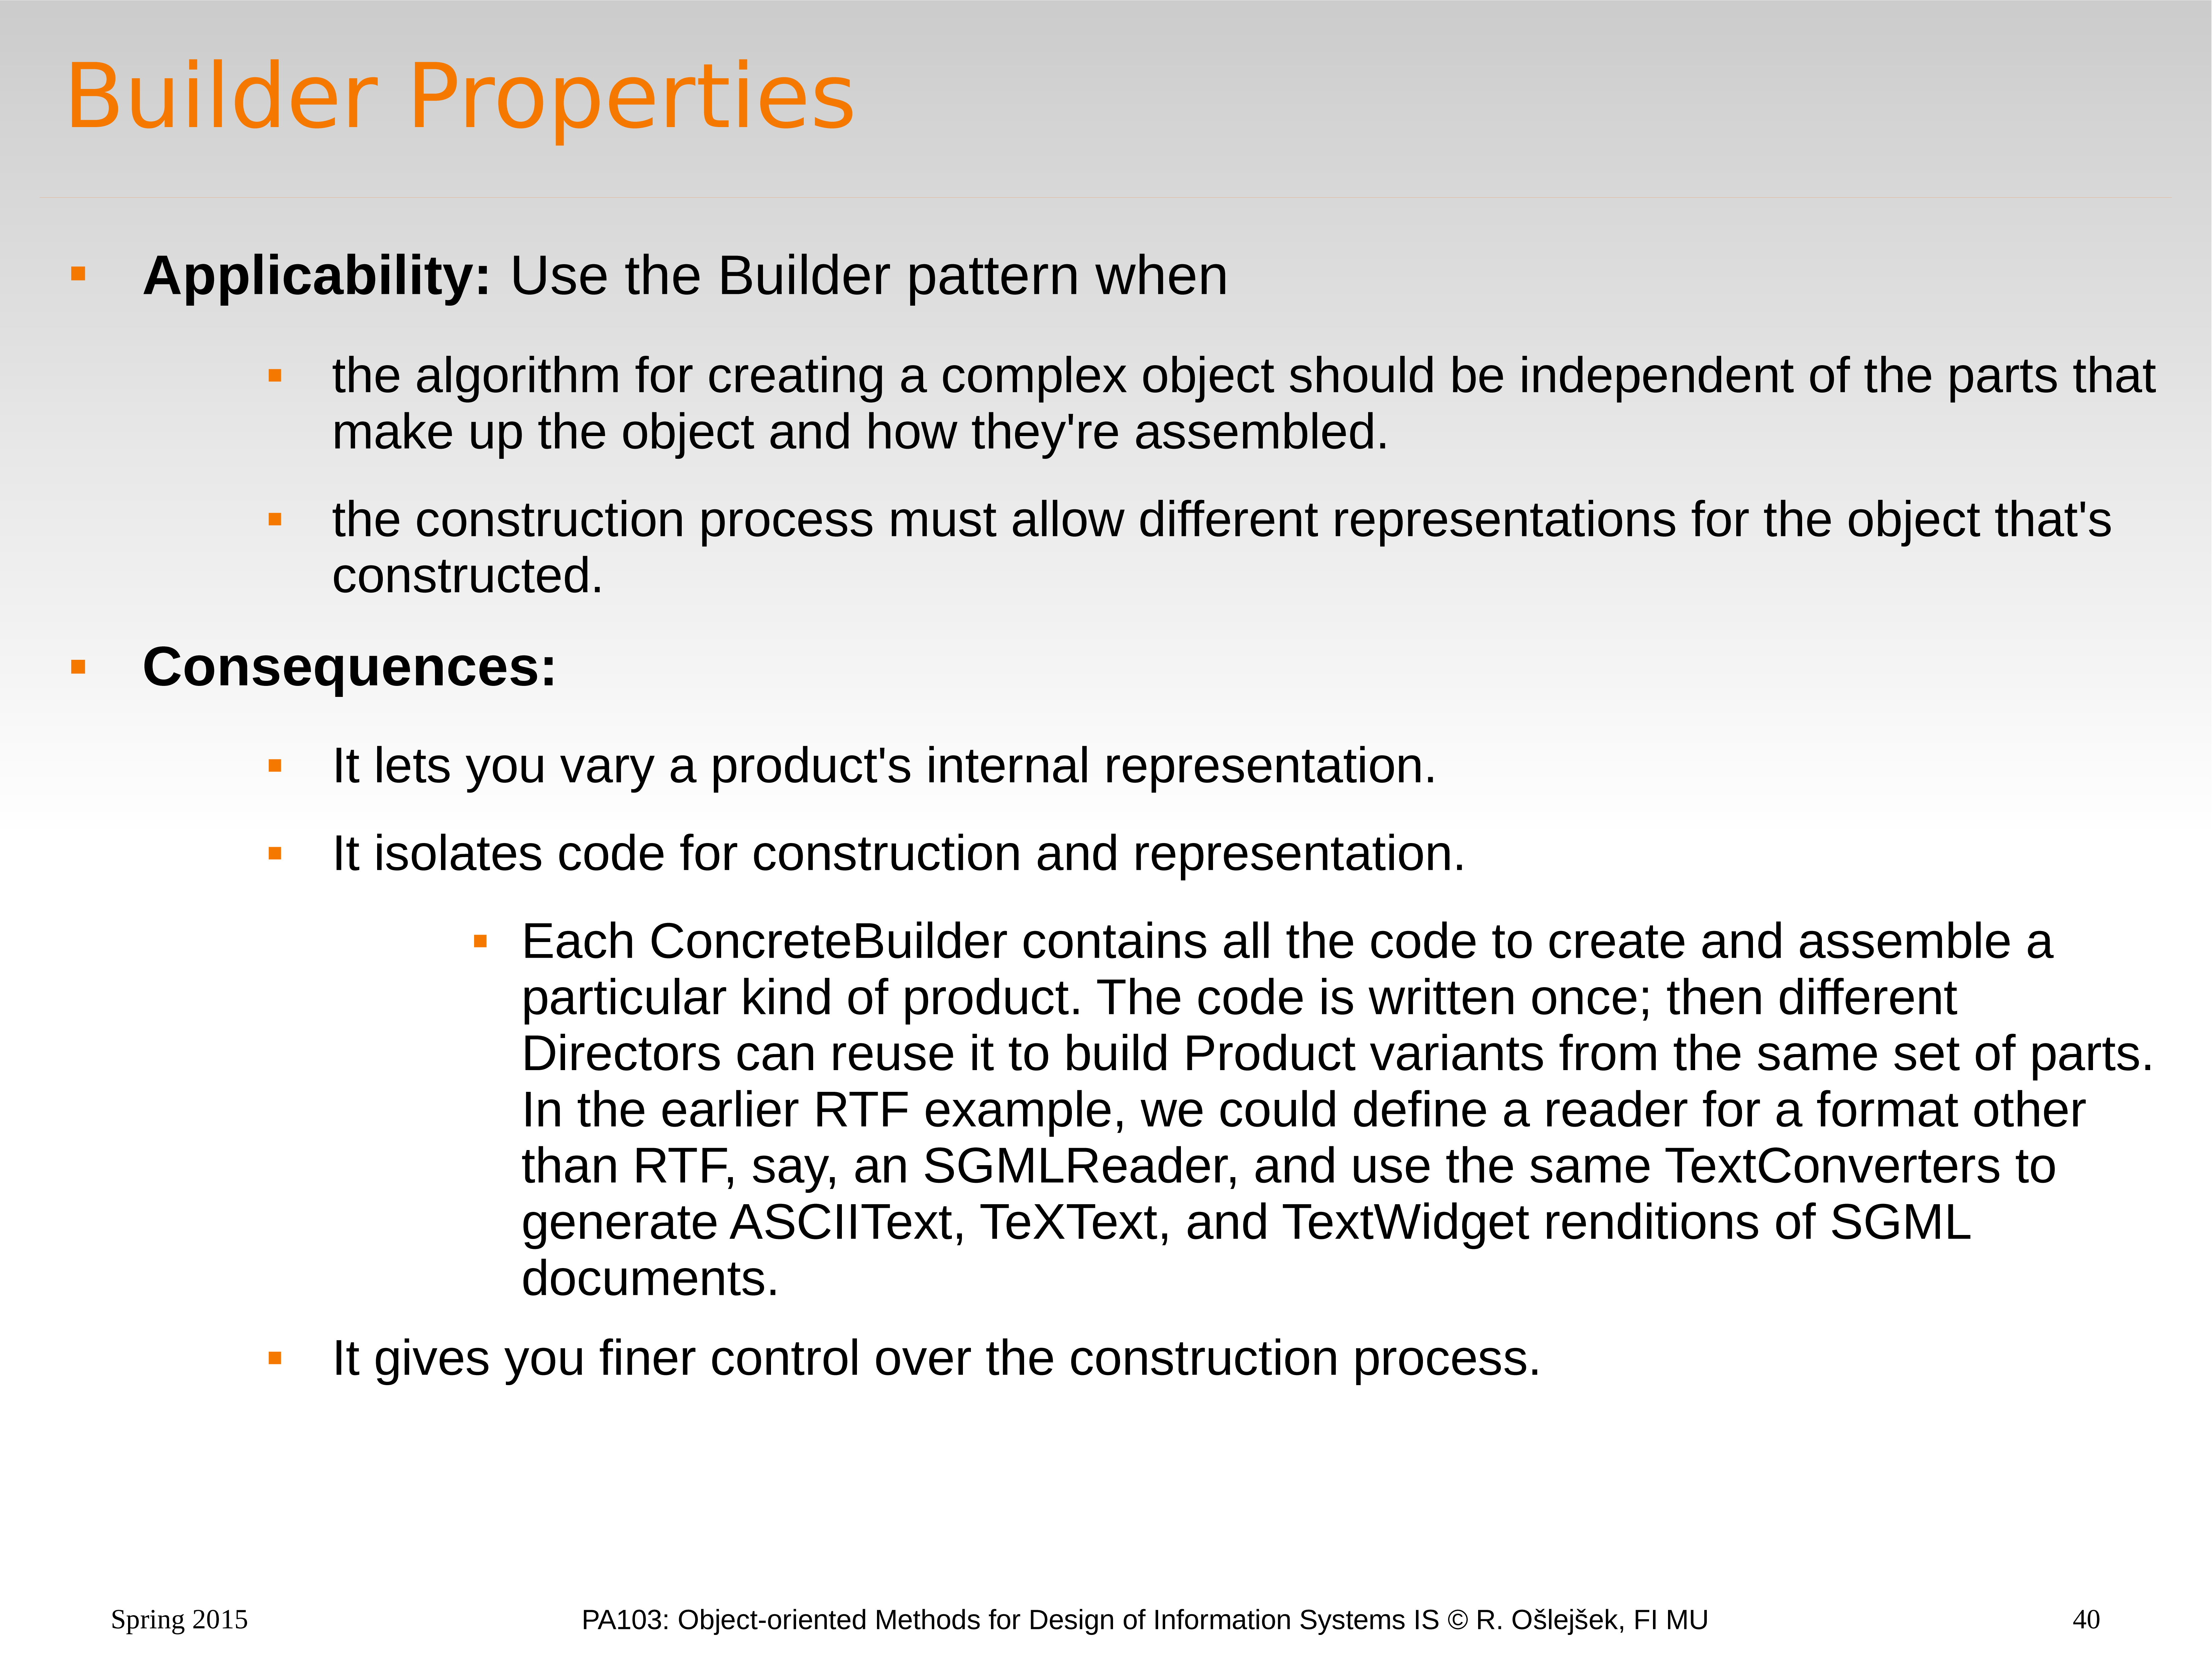 Builder Properties
Applicability: Use the Builder pattern when
the algorithm for creating a complex object should be independent of the parts that
make up the object and how they're assembled.
the construction process must allow different representations for the object that's
constructed.
Consequences:
It lets you vary a product's internal representation.
It isolates code for construction and representation.
Each ConcreteBuilder contains all the code to create and assemble a
particular kind of product. The code is written once; then different
Directors can reuse it to build Product variants from the same set of parts.
In the earlier RTF example, we could define a reader for a format other
than RTF, say, an SGMLReader, and use the same TextConverters to
generate ASCIIText, TeXText, and TextWidget renditions of SGML
documents.
It gives you finer control over the construction process.
Spring 2015
PA103: Object-oriented Methods for Design of Information Systems IS © R. Ošlejšek, FI MU
40